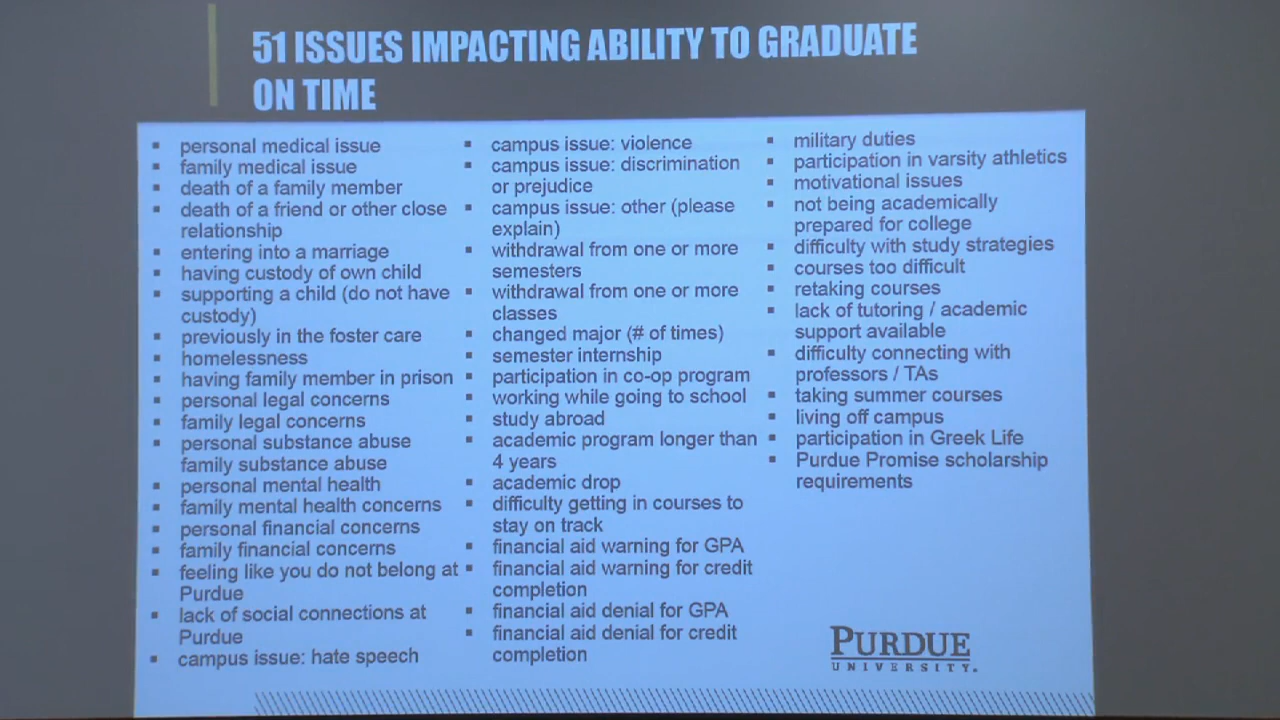 51 ISSUES IMPACTING ABILITY TO GRADUATE
ON TIME
▪ personal medical issue
▪ family medical issue
▪ death of a family member
▪ death of a friend or other close
relationship
▪ entering into a marriage
▪ having custody of own child
▪ supporting a child (do not have
custody)
▪ previously in the foster care
▪ homelessness
▪ having family member in prison
▪ personal legal concerns
▪ family legal concerns
▪ personal substance abuse
family substance abuse
▪ personal mental health
▪ family mental health concerns
▪ personal financial concerns
▪ family financial concerns
▪ feeling like you do not belong at
Purdue
▪ lack of social connections at
Purdue
▪ campus issue: hate speech
▪ campus issue: violence
▪ campus issue: discrimination
or prejudice
▪ campus issue: other (please
explain)
▪ withdrawal from one or more
semesters
▪ withdrawal from one or more
classes
▪ changed major (# of times)
▪ semester internship
▪ participation in co-op program
▪ working while going to school
▪ study abroad
▪ academic program longer than
4 years
▪ academic drop
▪ difficulty getting in courses to
stay on track
▪ financial aid warning for GPA
▪ financial aid warning for credit
completion
▪ financial aid denial for GPA
▪ financial aid denial for credit
completion
▪ military duties
▪ participation in varsity athletics
▪ motivational issues
▪ not being academically
prepared for college
▪ difficulty with study strategies
▪ courses too difficult
▪ retaking courses
▪ lack of tutoring / academic
support available
▪ difficulty connecting with
professors / TAs
▪ taking summer courses
▪ living off campus
▪ participation in Greek Life
▪ Purdue Promise scholarship
requirements
PURDUE
UNIVERSITY.